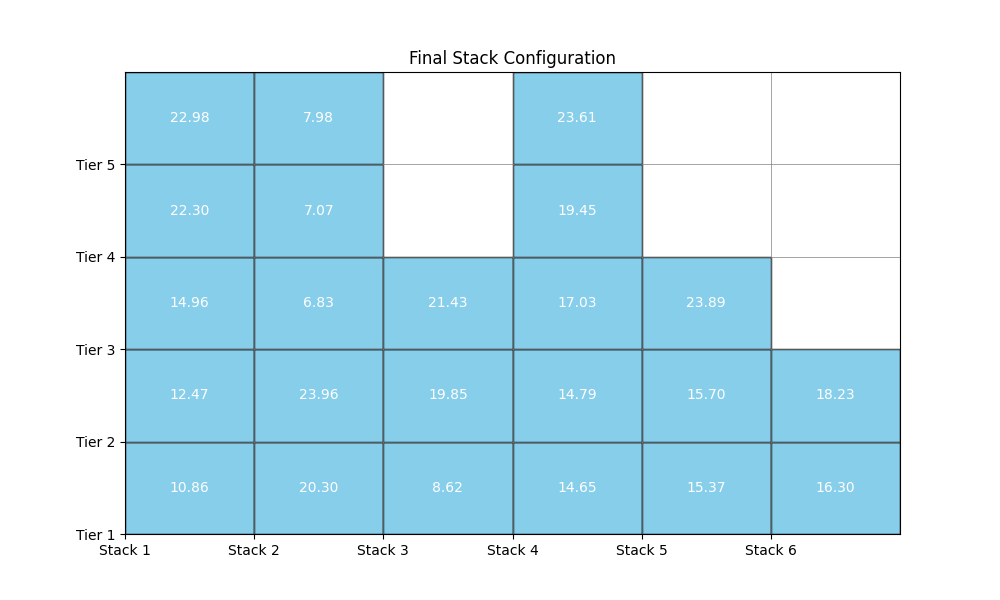 Final Stack Configuration
22.98 7.98 23.61
Tier 5
22.30 7.07 19.45
Tier 4
14.96 6.83 21.43 17.03 23.89
Tier 3
12.47 23.96 19.85 14.79 15.70 18.23
Tier 2
10.86 20.30 8.62 14.65 15.37 16.30
Tier 1
Stack 1 Stack 2 Stack 3 Stack 4 Stack 5 Stack 6